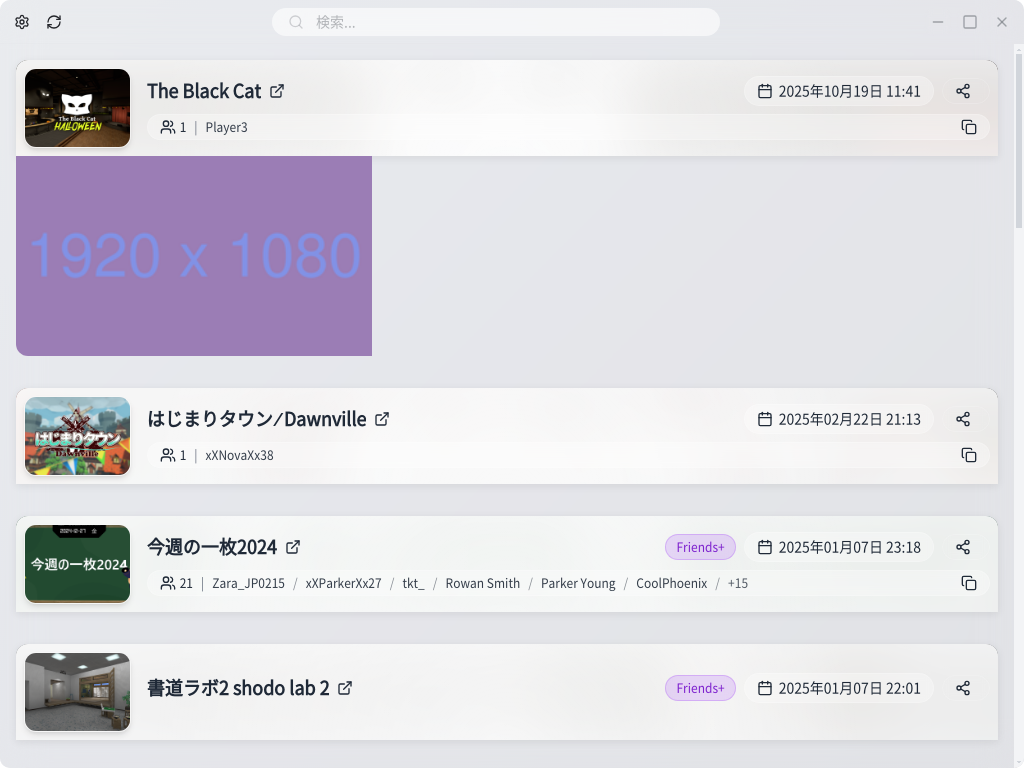 検索...
The Black Cat
2025年10月19日 11:41
The Black Cat
HALLOWEEN
1 | Player3
1920 x 1080
はじまりタウン/Dawnville
2025年02月22日 21:13
はじまりタウン
Dawnville
1 | xXNovaXx38
今週の一枚2024
Friends+
2025年01月07日 23:18
今週の一枚2024
21 | Zara_JP0215 / xXParkerXx27 / tkt_ / Rowan Smith / Parker Young / CoolPhoenix / +15
書道ラボ2 shodo lab 2
Friends+
2025年01月07日 22:01